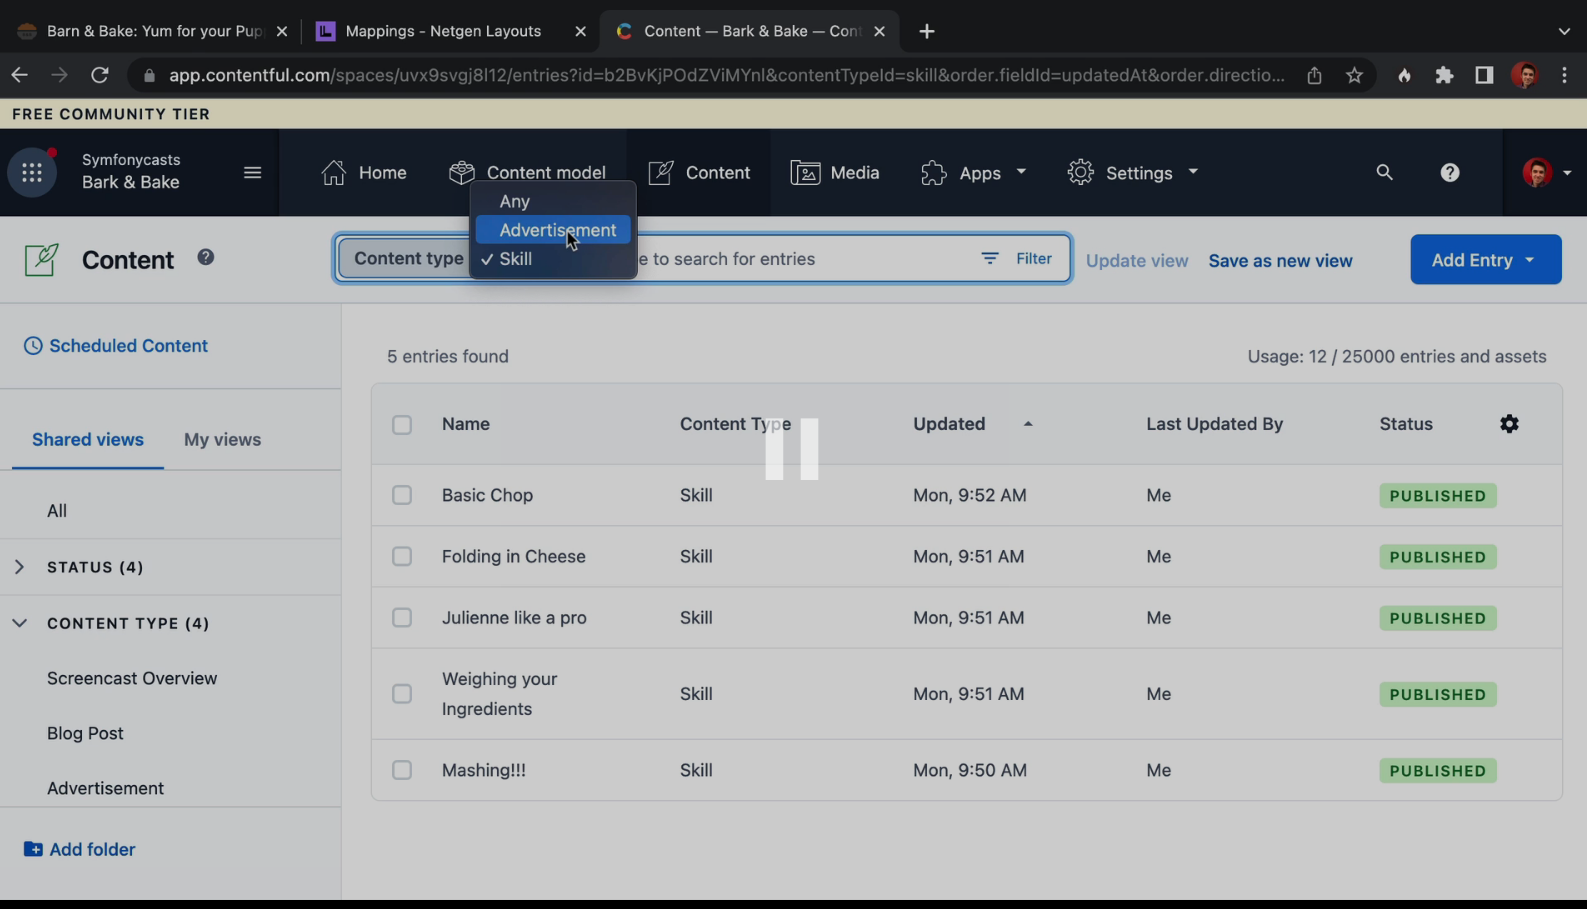 Barn & Bake: Yum for your Pup
Mappings - Netgen Layouts
Content — Bark & Bake — Cont
app.contentful.com/spaces/uvx9svgj8l12/entries?id=b2BvKjPOdZViMYnl&contentTypeId=skill&order.fieldId=updatedAt&order.directio...
FREE COMMUNITY TIER
Symfonycasts
Bark & Bake
Home
Content model
Content
Media
Apps
Settings
Any
Advertisement
✓ Skill
Content
Content type
e to search for entries
Filter
Update view
Save as new view
Add Entry
Scheduled Content
5 entries found
Usage: 12 / 25000 entries and assets
Shared views
My views
Name
Content Type
Updated
Last Updated By
Status
Basic Chop
Skill
Mon, 9:52 AM
Me
PUBLISHED
All
Folding in Cheese
Skill
Mon, 9:51 AM
Me
PUBLISHED
STATUS (4)
Julienne like a pro
Skill
Mon, 9:51 AM
Me
PUBLISHED
CONTENT TYPE (4)
Weighing your
Ingredients
Skill
Mon, 9:51 AM
Me
PUBLISHED
Screencast Overview
Blog Post
Mashing!!!
Skill
Mon, 9:50 AM
Me
PUBLISHED
Advertisement
Add folder